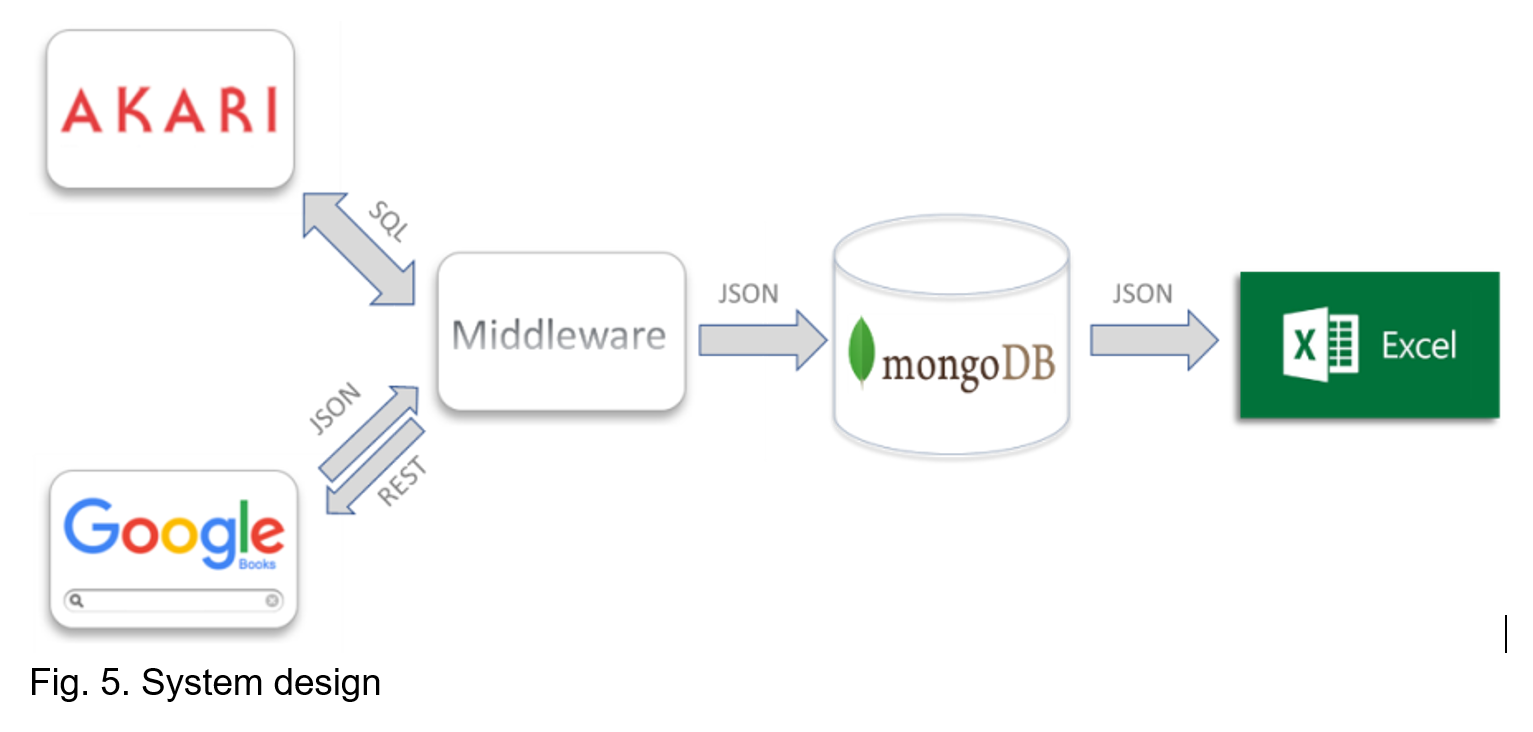 AKARI
SQL
Middleware
JSON
mongoDB
JSON
X Excel
JSON
REST
Google
Books
Fig. 5. System design